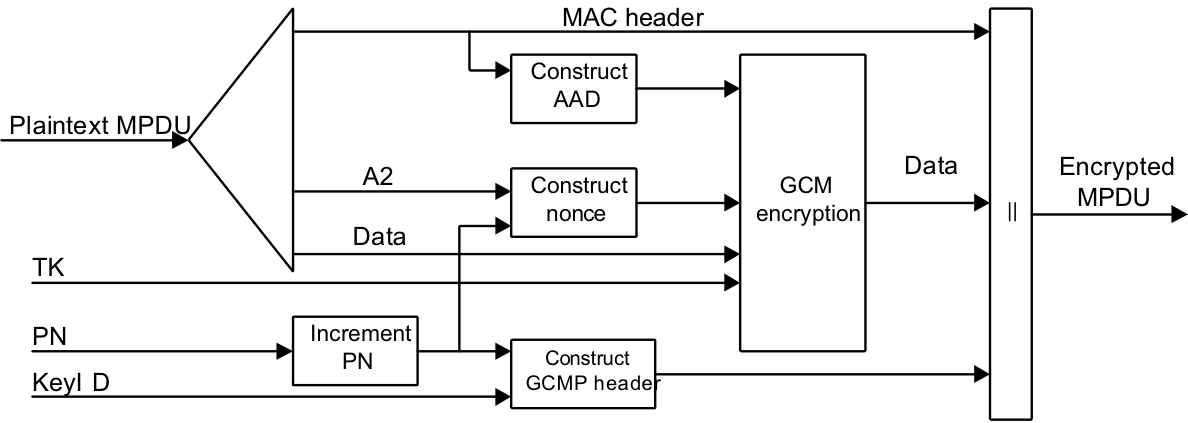 MAC header
Construct
AAD
Plaintext MPDU
A2
Construct
nonce
GCM
encryption
Data
Encrypted
MPDU
||
Data
TK
PN
Increment
PN
Construct
GCMP header
KeyI D